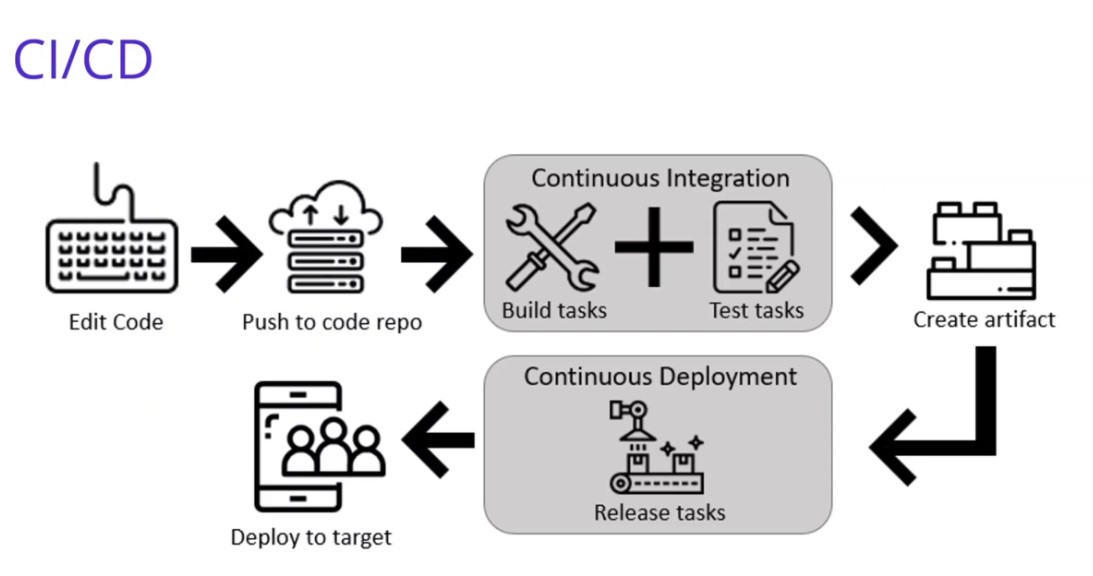 CI/CD
Continuous Integration
Build tasks
Test tasks
Edit Code
Push to code repo
Create artifact
Continuous Deployment
Release tasks
Deploy to target